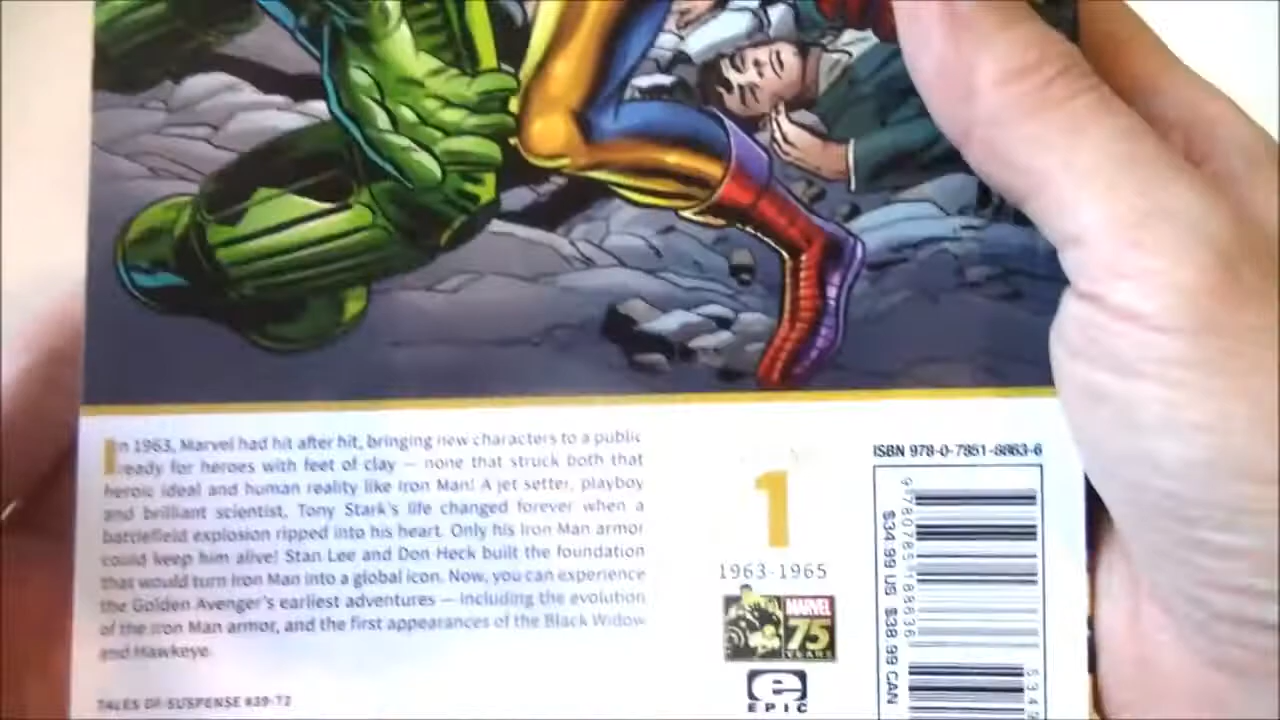 In 1963, Marvel had hit after hit, bringing new characters to a public
ready for heroes with feet of clay — none that struck both that
heroic ideal and human reality like Iron Man! A jet setter, playboy
and brilliant scientist, Tony Stark's life changed forever when a
battlefield explosion ripped into his heart. Only his Iron Man armor
could keep him alive! Stan Lee and Don Heck built the foundation
that would turn Iron Man into a global icon. Now, you can experience
the Golden Avenger's earliest adventures — including the evolution
of the Iron Man armor, and the first appearances of the Black Widow
and Hawkeye.
TALES OF SUSPENSE #39-72
1
1963-1965
MARVEL
75
YEARS
e
EPIC
ISBN 978-0-7851-8863-6
9 780785 188636
$34.99 US $38.99 CAN